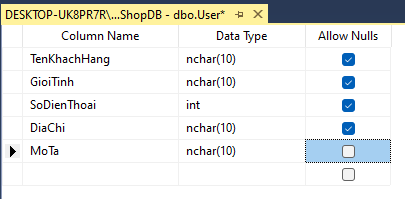 DESKTOP-UK8PR7R\...ShopDB - dbo.User*
Column Name Data Type Allow Nulls
TenKhachHang nchar(10)
GioiTinh nchar(10)
SoDienThoai int
DiaChi nchar(10)
MoTa nchar(10)